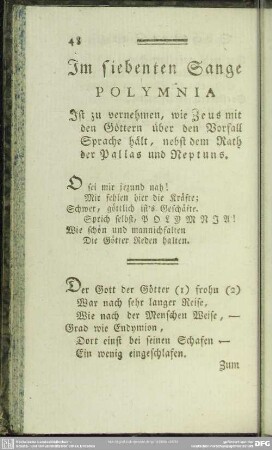 48
Im siebenten Sange
POLYMNIA
Ist zu vernehmen, wie Zeus mit
den Göttern über den Vorfall
Sprache hält, nebst dem Rath
der Pallas und Neptuns.
O sei mir jezund nah!
Mir fehlen hier die Kräfte;
Schwer, göttlich ist's Geschäfte.
Sprich selbst, POLYMNJA!
Wie schön und mannichfalten
Die Götter Reden halten.
Der Gott der Götter (1) frohn (2)
War nach sehr langer Reise,
Wie nach der Menschen Weise, —
Grad wie Endymion,
Dort einst bei seinen Schafen —
Ein wenig eingeschlafen.
Zum
DFG